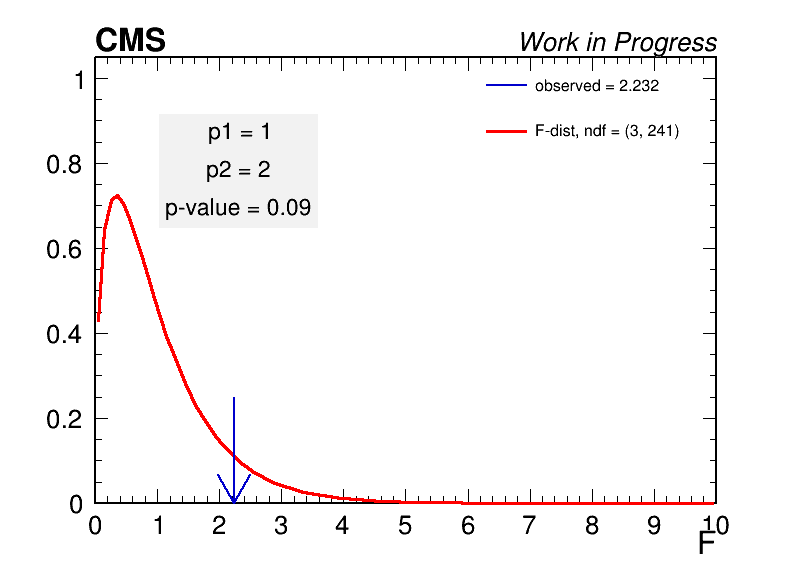 CMS
Work in Progress
observed = 2.232
F-dist, ndf = (3, 241)
p1 = 1
p2 = 2
p-value = 0.09
1
0.8
0.6
0.4
0.2
0
0 1 2 3 4 5 6 7 8 9 10
F